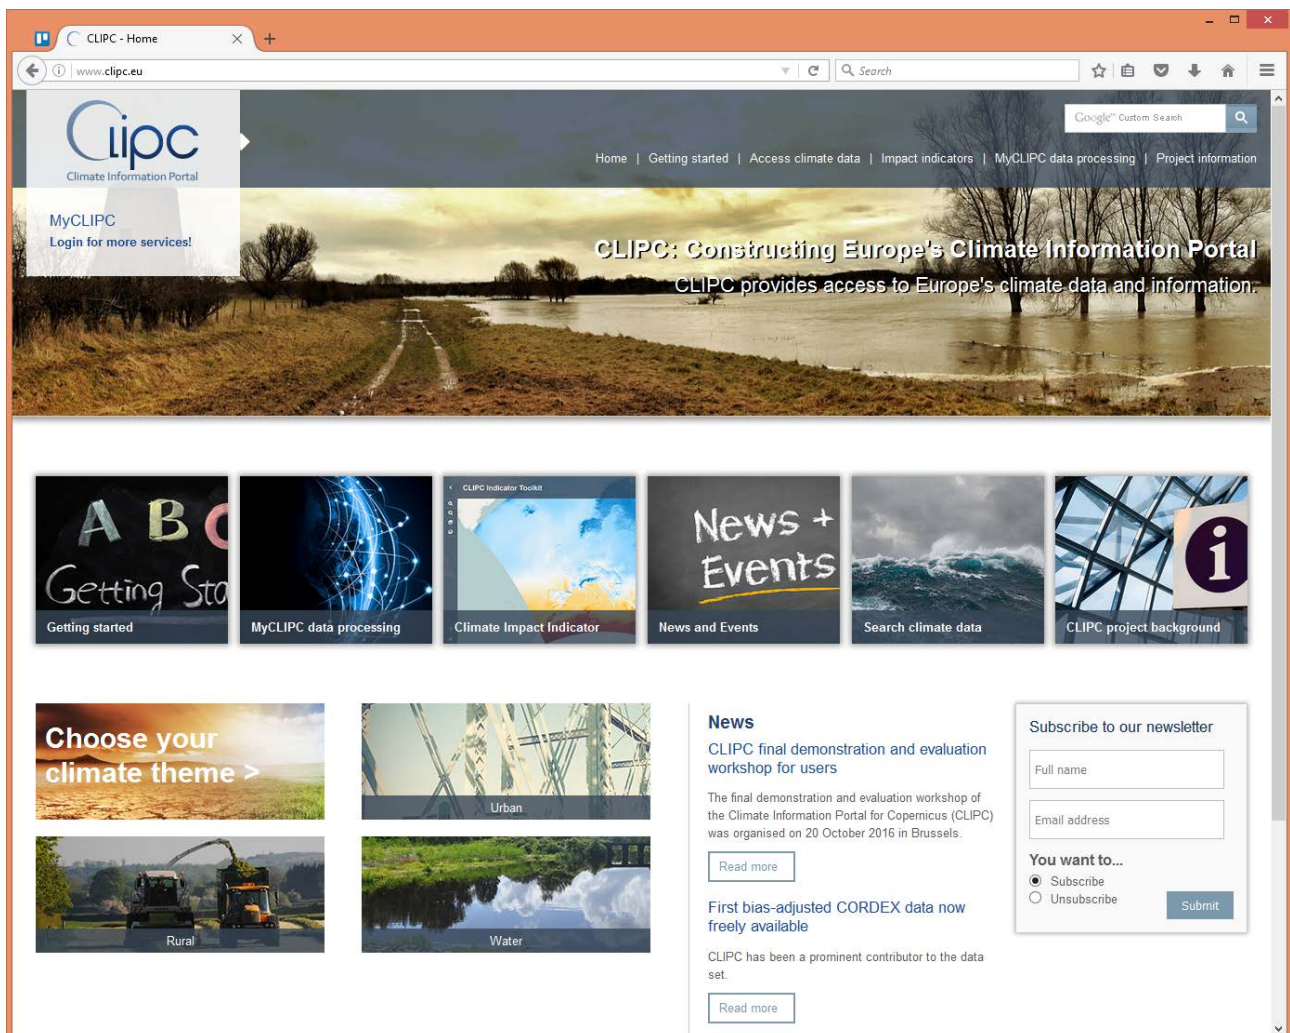 CLIPC - Home
www.clipc.eu
Search
Clipc
Climate Information Portal
MyCLIPC
Login for more services!
Google™ Custom Search
Home | Getting started | Access climate data | Impact indicators | MyCLIPC data processing | Project information
CLIPC: Constructing Europe's Climate Information Portal
CLIPC provides access to Europe's climate data and information.
A B C
Getting Sta
Getting started
MyCLIPC data processing
CLIPC Indicator Toolkit
Climate Impact Indicator
News +
Events
News and Events
Search climate data
i
CLIPC project background
Choose your
climate theme >
Urban
Rural
Water
News
CLIPC final demonstration and evaluation
workshop for users
The final demonstration and evaluation workshop of
the Climate Information Portal for Copernicus (CLIPC)
was organised on 20 October 2016 in Brussels.
Read more
First bias-adjusted CORDEX data now
freely available
CLIPC has been a prominent contributor to the data
set.
Read more
Subscribe to our newsletter
Full name
Email address
You want to...
Subscribe
Unsubscribe
Submit